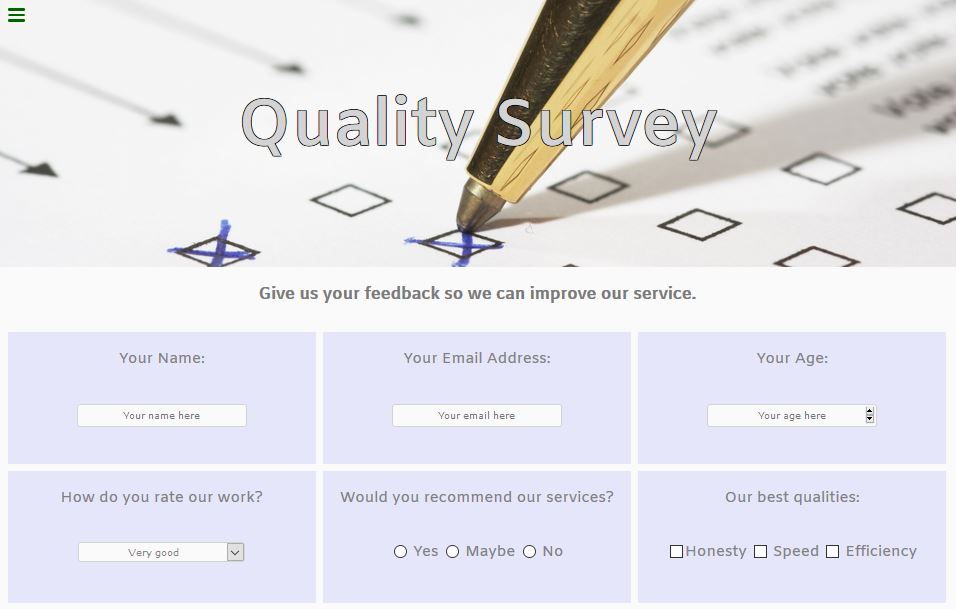 Vote
Quality Survey
Give us your feedback so we can improve our service.
Your Name:
Your Email Address:
Your Age:
Your name here
Your email here
Your age here
How do you rate our work?
Would you recommend our services?
Our best qualities:
Very good
Yes Maybe No
Honesty Speed Efficiency